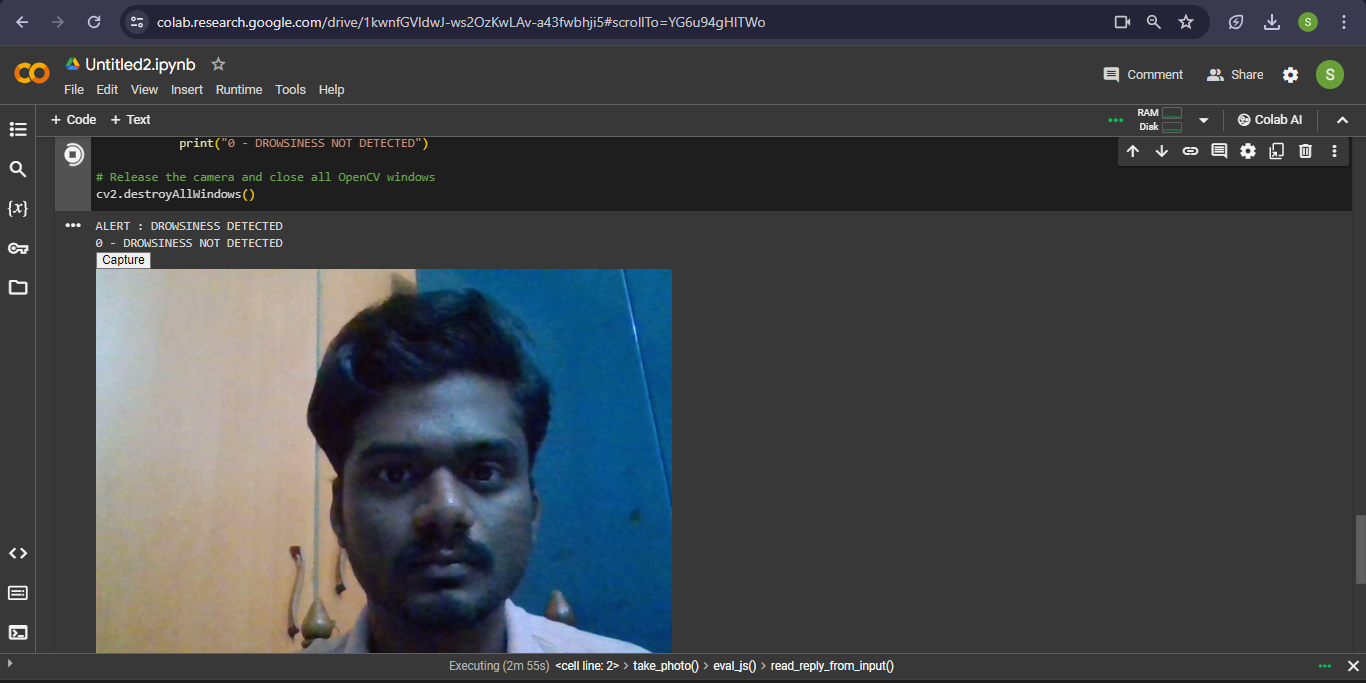 colab.research.google.com/drive/1kwnfGVldwJ-ws2OzKwLAv-a43fwbhji5#scrollTo=YG6u94gHITWo
S
CO
Untitled2.ipynb
Comment
Share
S
File Edit View Insert Runtime Tools Help
+ Code + Text
RAM
Disk
Colab AI
{x}
print("0 - DROWSINESS NOT DETECTED")
# Release the camera and close all OpenCV windows
cv2.destroyAllWindows()
ALERT : DROWSINESS DETECTED
0 - DROWSINESS NOT DETECTED
Capture
Executing (2m 55s) <cell line: 2> > take_photo() > eval_js() > read_reply_from_input()